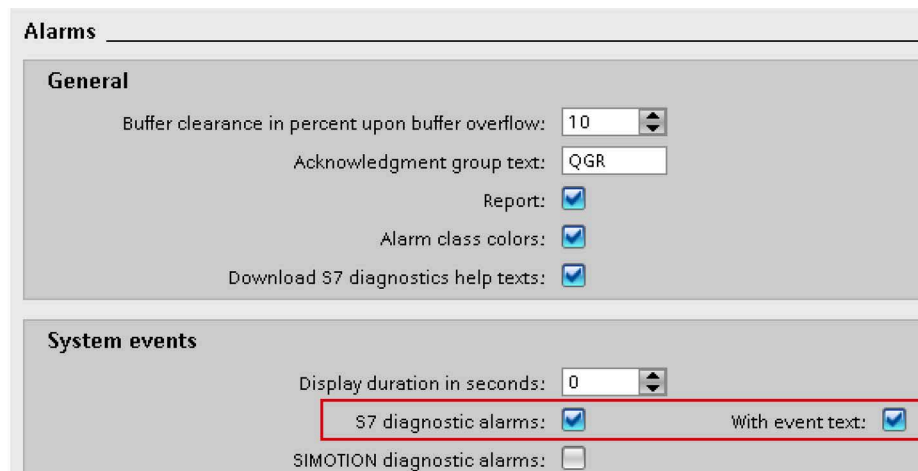 Alarms
General
Buffer clearance in percent upon buffer overflow: 10
Acknowledgment group text: QGR
Report:
Alarm class colors:
Download S7 diagnostics help texts:
System events
Display duration in seconds: 0
S7 diagnostic alarms: With event text:
SIMOTION diagnostic alarms: